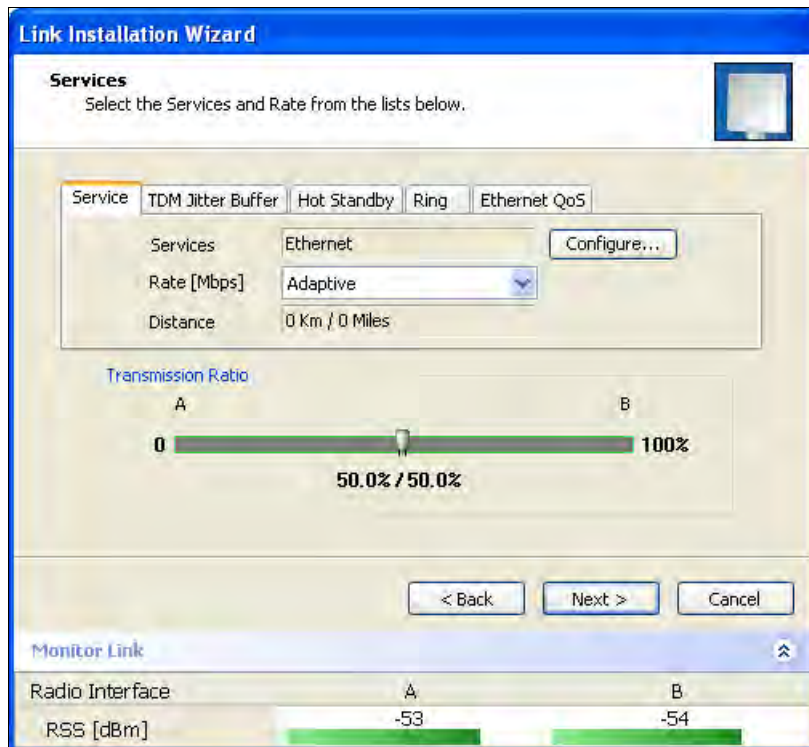 Link Installation Wizard
Services
Select the Services and Rate from the lists below.
Service TDM Jitter Buffer Hot Standby Ring Ethernet QoS
Services Ethernet Configure...
Rate [Mbps] Adaptive
Distance 0 Km / 0 Miles
Transmission Ratio
A B
0 100%
50.0% / 50.0%
< Back Next > Cancel
Monitor Link
Radio Interface A B
RSS [dBm] -53 -54